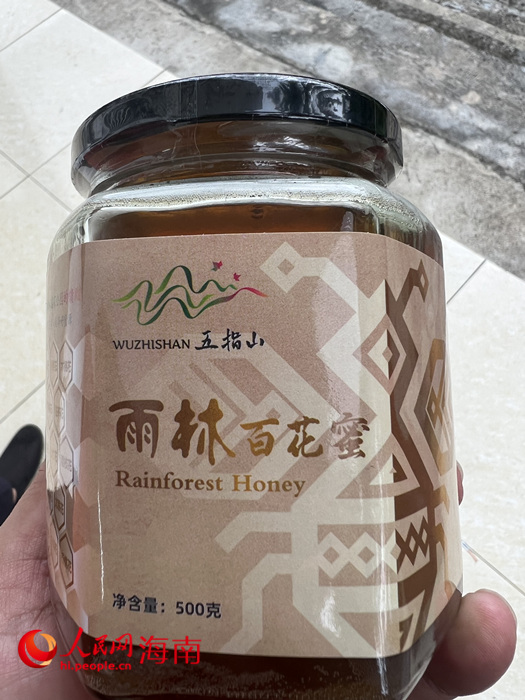 WUZHISHAN 五指山
雨林百花蜜
Rainforest Honey
净含量：500克
人民网 海南
hi.people.cn